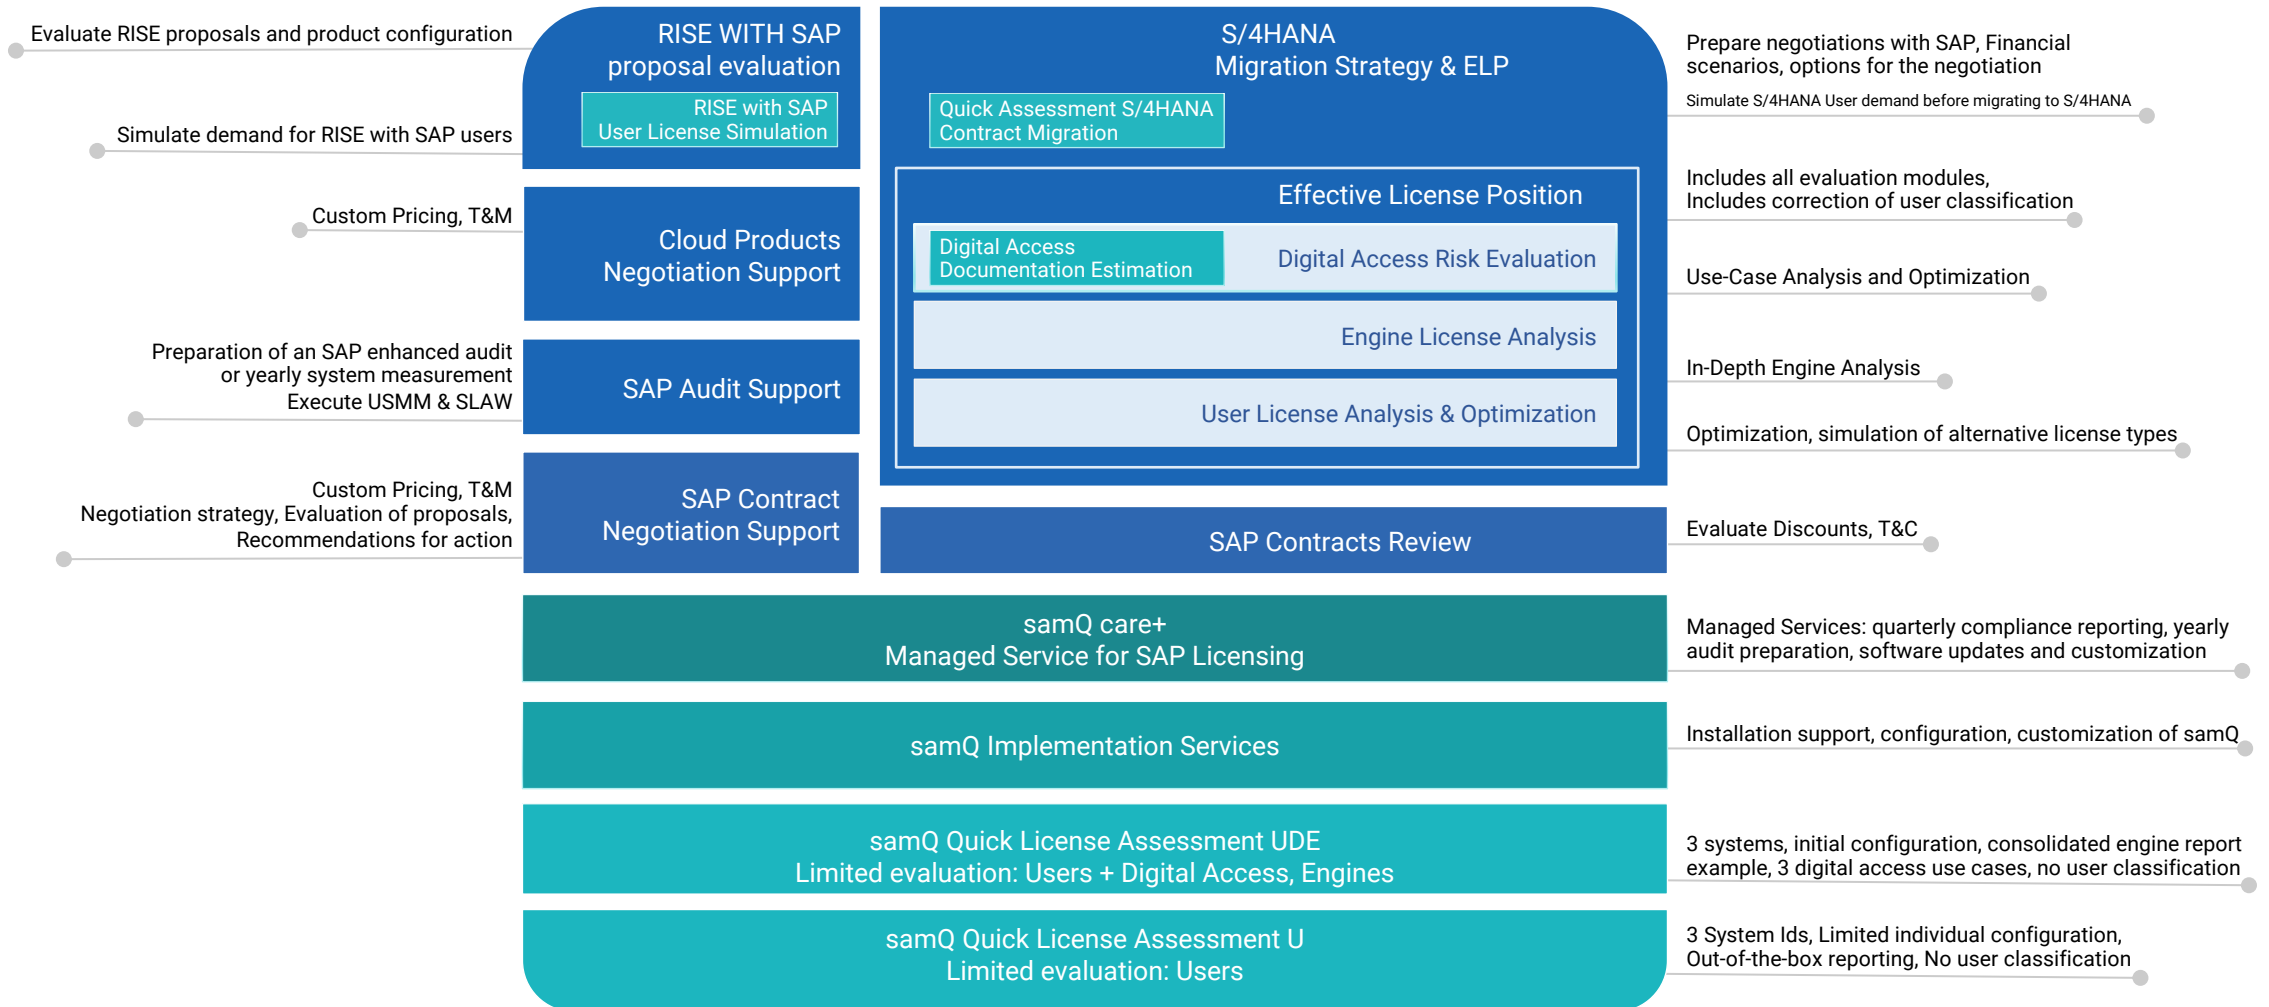 Evaluate RISE proposals and product configuration
Simulate demand for RISE with SAP users
Custom Pricing, T&M
Preparation of an SAP enhanced audit
or yearly system measurement
Execute USMM & SLAW
Custom Pricing, T&M
Negotiation strategy, Evaluation of proposals,
Recommendations for action
RISE WITH SAP
proposal evaluation
RISE with SAP
User License Simulation
Cloud Products
Negotiation Support
SAP Audit Support
SAP Contract
Negotiation Support
S/4HANA
Migration Strategy & ELP
Quick Assessment S/4HANA
Contract Migration
Effective License Position
Digital Access
Documentation Estimation
Digital Access Risk Evaluation
Engine License Analysis
User License Analysis & Optimization
SAP Contracts Review
samQ care+
Managed Service for SAP Licensing
samQ Implementation Services
samQ Quick License Assessment UDE
Limited evaluation: Users + Digital Access, Engines
samQ Quick License Assessment U
Limited evaluation: Users
Prepare negotiations with SAP, Financial
scenarios, options for the negotiation
Simulate S/4HANA User demand before migrating to S/4HANA
Includes all evaluation modules,
Includes correction of user classification
Use-Case Analysis and Optimization
In-Depth Engine Analysis
Optimization, simulation of alternative license types
Evaluate Discounts, T&C
Managed Services: quarterly compliance reporting, yearly
audit preparation, software updates and customization
Installation support, configuration, customization of samQ
3 systems, initial configuration, consolidated engine report
example, 3 digital access use cases, no user classification
3 System Ids, Limited individual configuration,
Out-of-the-box reporting, No user classification